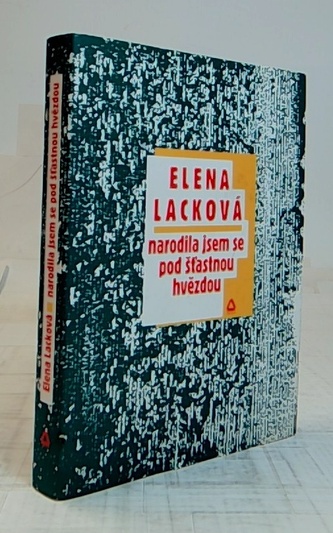 ELENA
LACKOVÁ
narodila jsem se
pod šťastnou
hvězdou
Elena Lacková narodila jsem se pod šťastnou hvězdou